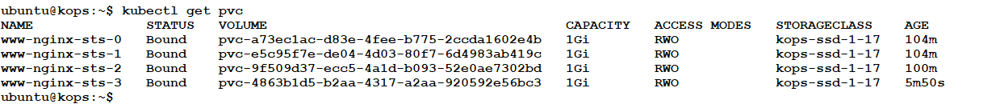 ubuntu@kops:~$ kubectl get pvc
NAME STATUS VOLUME CAPACITY ACCESS MODES STORAGECLASS AGE
www-nginx-sts-0 Bound pvc-a73ec1ac-d83e-4fee-b775-2ccda1602e4b 1Gi RWO kops-ssd-1-17 104m
www-nginx-sts-1 Bound pvc-e5c95f7e-de04-4d03-80f7-6d4983ab419c 1Gi RWO kops-ssd-1-17 104m
www-nginx-sts-2 Bound pvc-9f509d37-ecc5-4a1d-b093-52e0ae7302bd 1Gi RWO kops-ssd-1-17 100m
www-nginx-sts-3 Bound pvc-4863b1d5-b2aa-4317-a2aa-920592e56bc3 1Gi RWO kops-ssd-1-17 5m50s
ubuntu@kops:~$